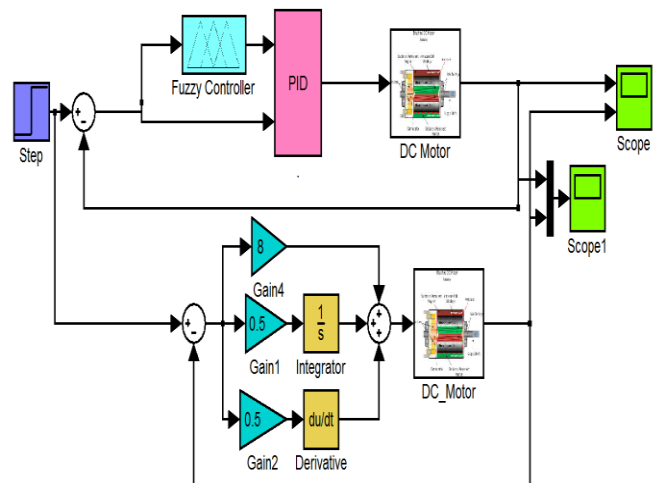 Fuzzy Controller
PID
DC Motor
Scope
Step
+
−
Scope1
8
Gain4
+
−
0.5
Gain1
1
s
Integrator
+
+
+
DC_Motor
0.5
Gain2
du/dt
Derivative